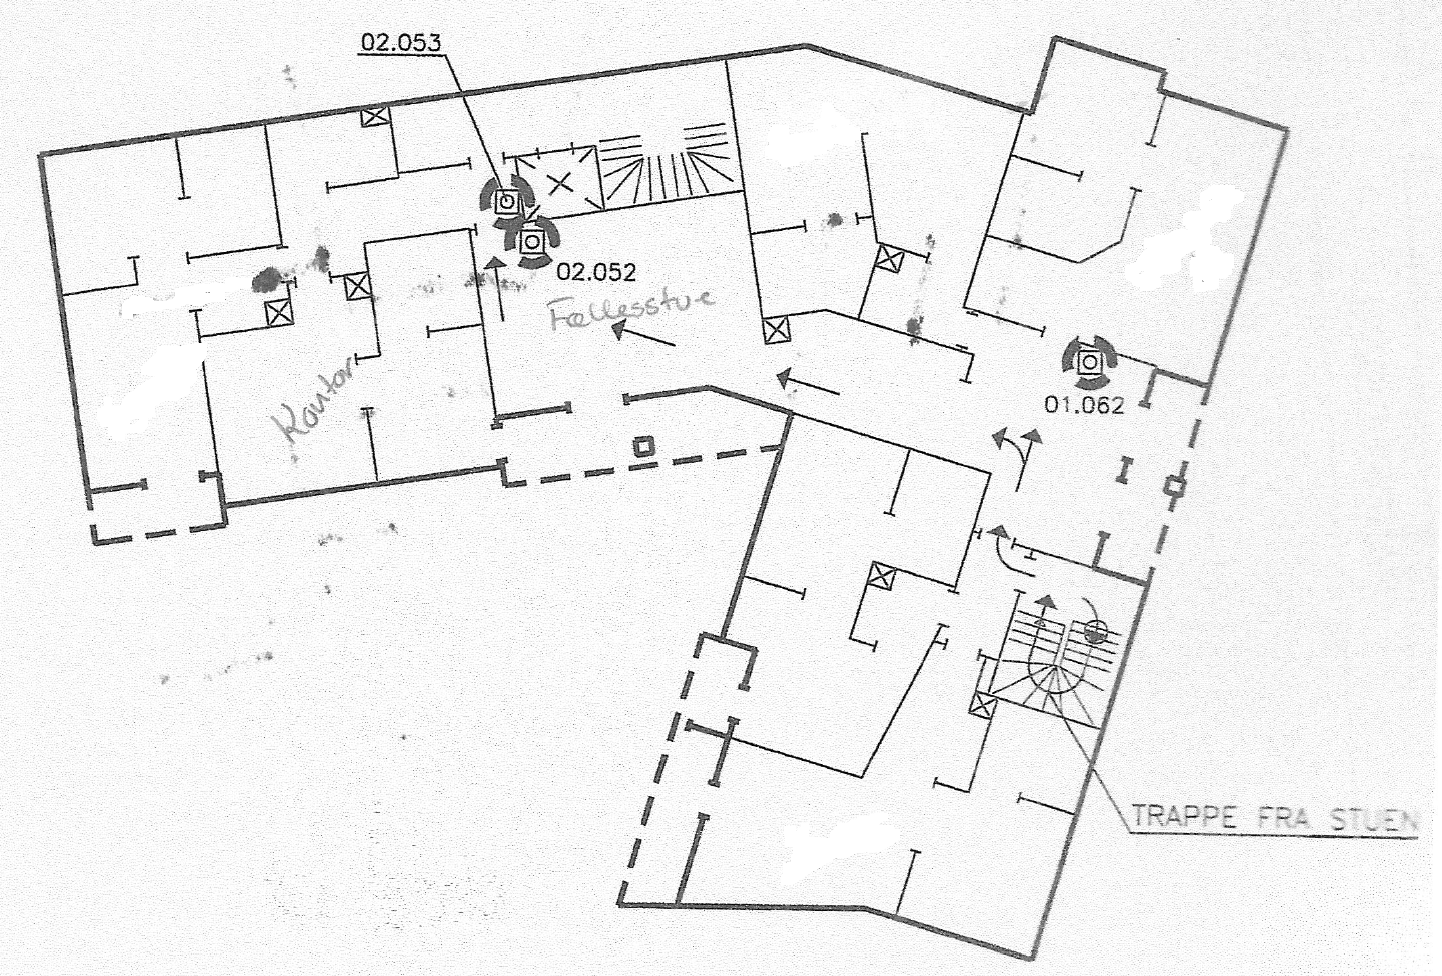 02.053
02.052
Fællesstue
Kontor
01.062
TRAPPE FRA STUEN